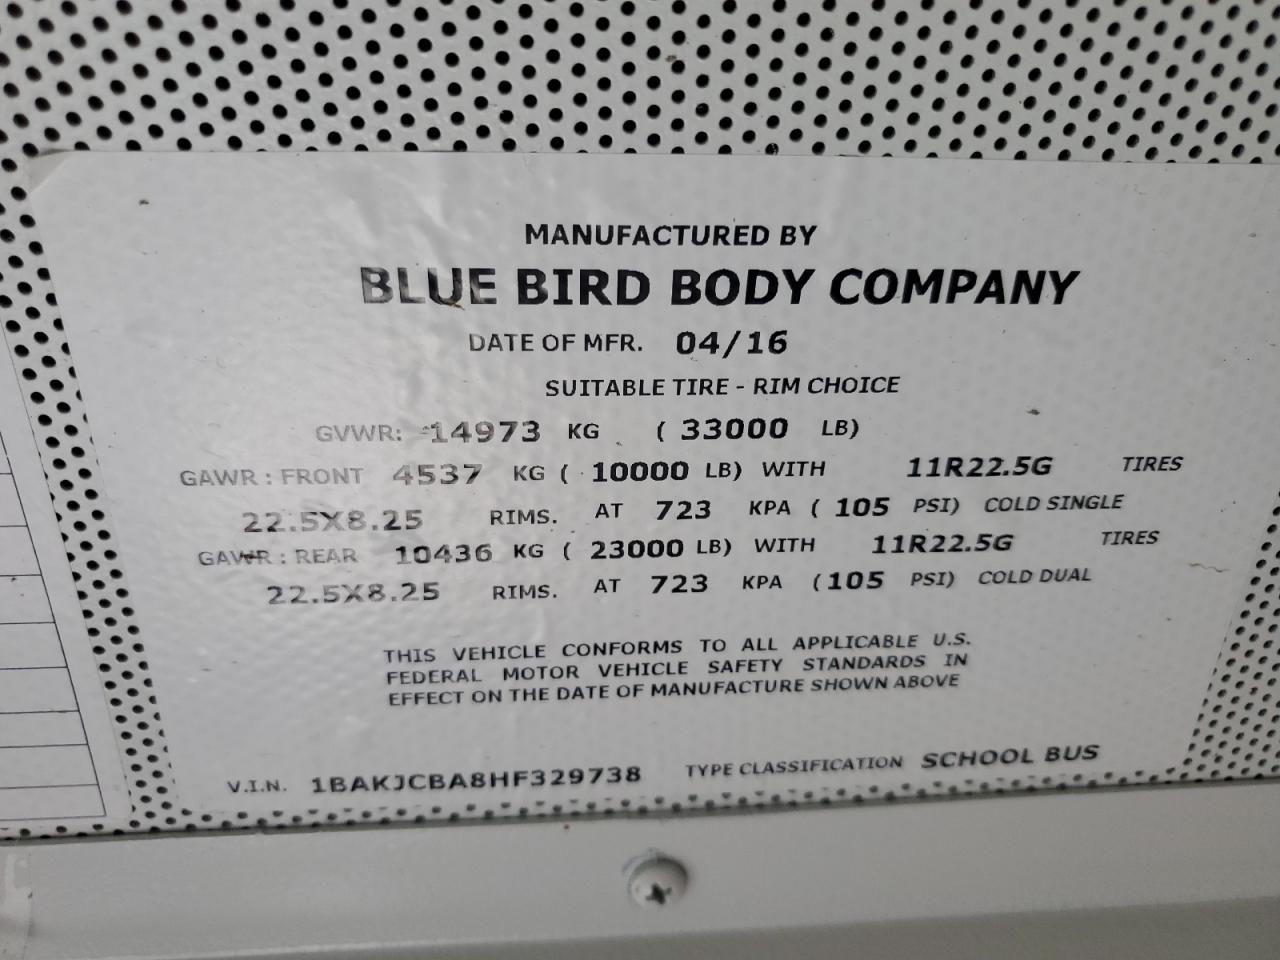 MANUFACTURED BY
BLUE BIRD BODY COMPANY
DATE OF MFR. 04/16
SUITABLE TIRE - RIM CHOICE
GVWR: 14973 KG ( 33000 LB)
GAWR : FRONT 4537 KG ( 10000 LB) WITH 11R22.5G TIRES
22.5X8.25 RIMS. AT 723 KPA ( 105 PSI) COLD SINGLE
GAWR : REAR 10436 KG ( 23000 LB) WITH 11R22.5G TIRES
22.5X8.25 RIMS. AT 723 KPA (105 PSI) COLD DUAL
THIS VEHICLE CONFORMS TO ALL APPLICABLE U.S.
FEDERAL MOTOR VEHICLE SAFETY STANDARDS IN
EFFECT ON THE DATE OF MANUFACTURE SHOWN ABOVE
V.I.N. 1BAKJCBA8HF329738 TYPE CLASSIFICATION SCHOOL BUS